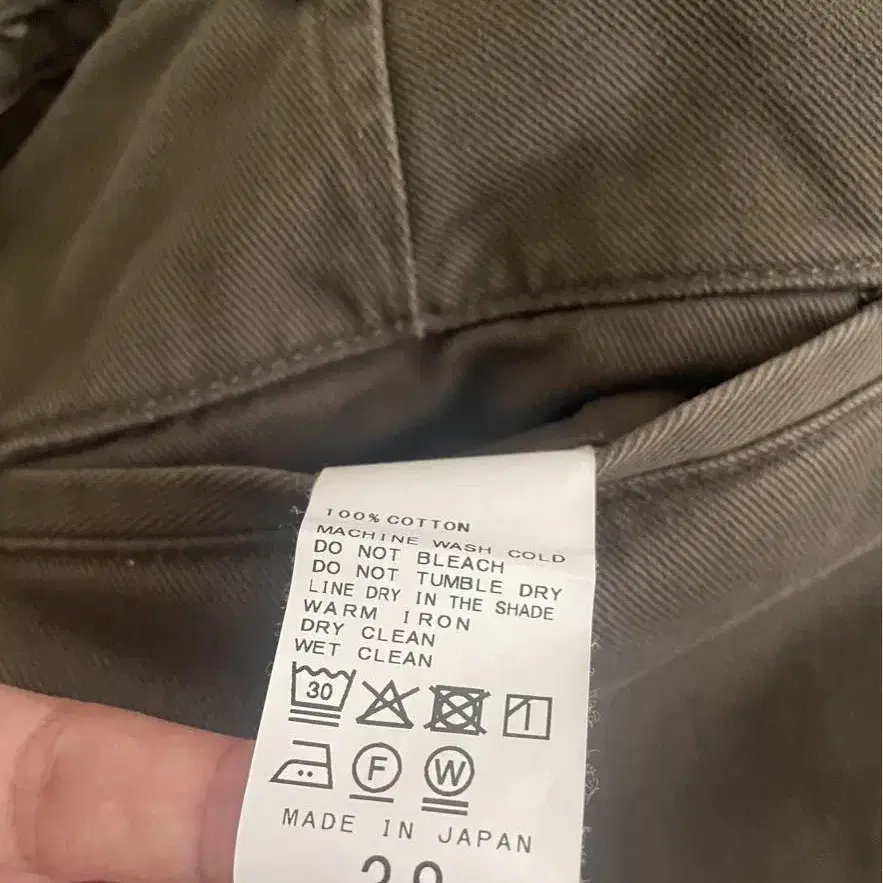 100% COTTON
MACHINE WASH COLD
DO NOT BLEACH
DO NOT TUMBLE DRY
LINE DRY IN THE SHADE
WARM IRON
DRY CLEAN
WET CLEAN
30
F W
MADE IN JAPAN